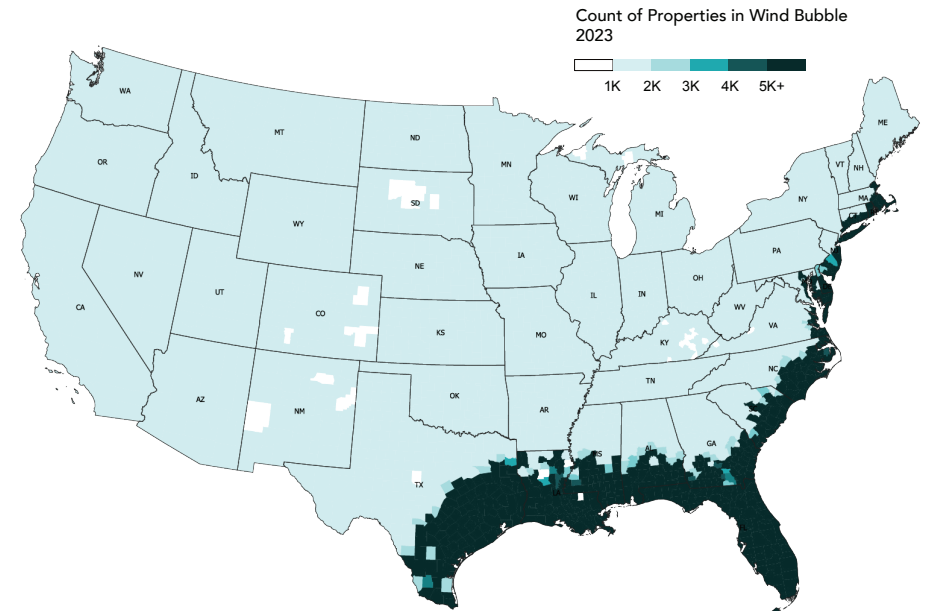 Count of Properties in Wind Bubble
2023
1K 2K 3K 4K 5K+
WA
MT
ND
MN
ME
OR
ID
SD
WI
MI
NY
VT
NH
MA
WY
NE
IA
PA
NV
UT
CO
KS
MO
IL
IN
OH
WV
VA
CA
KY
AZ
NM
OK
AR
TN
NC
TX
AL
GA
LA